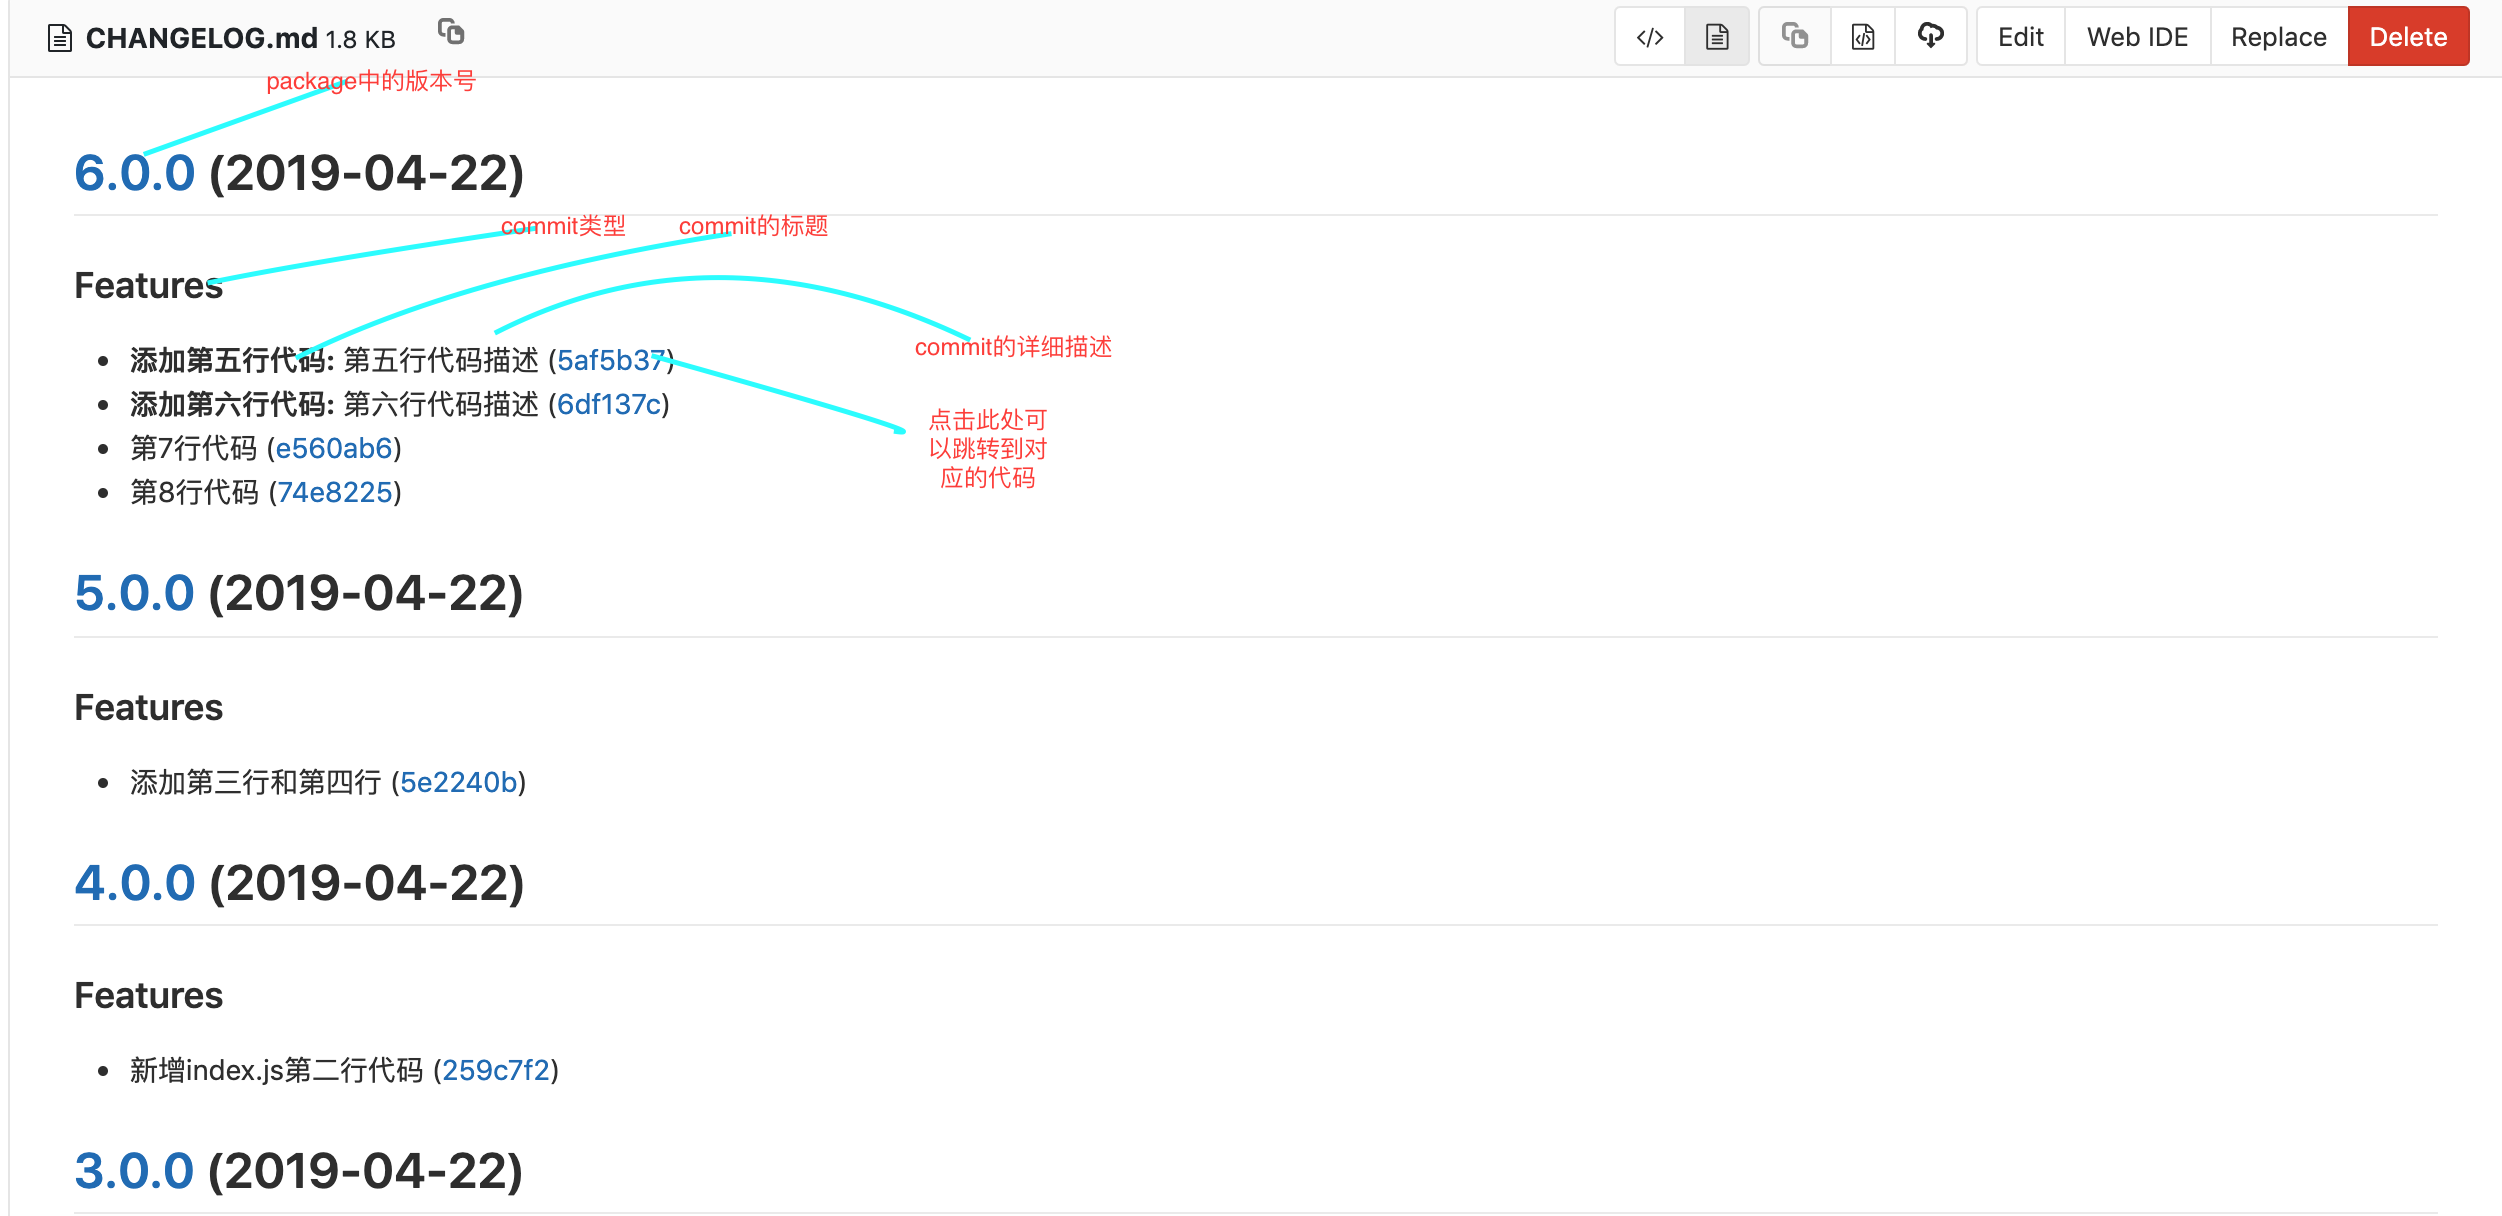 CHANGELOG.md 1.8 KB
Edit
Web IDE
Replace
Delete
package中的版本号
6.0.0 (2019-04-22)
commit类型
commit的标题
Features
commit的详细描述
添加第五行代码: 第五行代码描述 (5af5b37)
添加第六行代码: 第六行代码描述 (6df137c)
点击此处可
以跳转到对
应的代码
第7行代码 (e560ab6)
第8行代码 (74e8225)
5.0.0 (2019-04-22)
Features
添加第三行和第四行 (5e2240b)
4.0.0 (2019-04-22)
Features
新增index.js第二行代码 (259c7f2)
3.0.0 (2019-04-22)